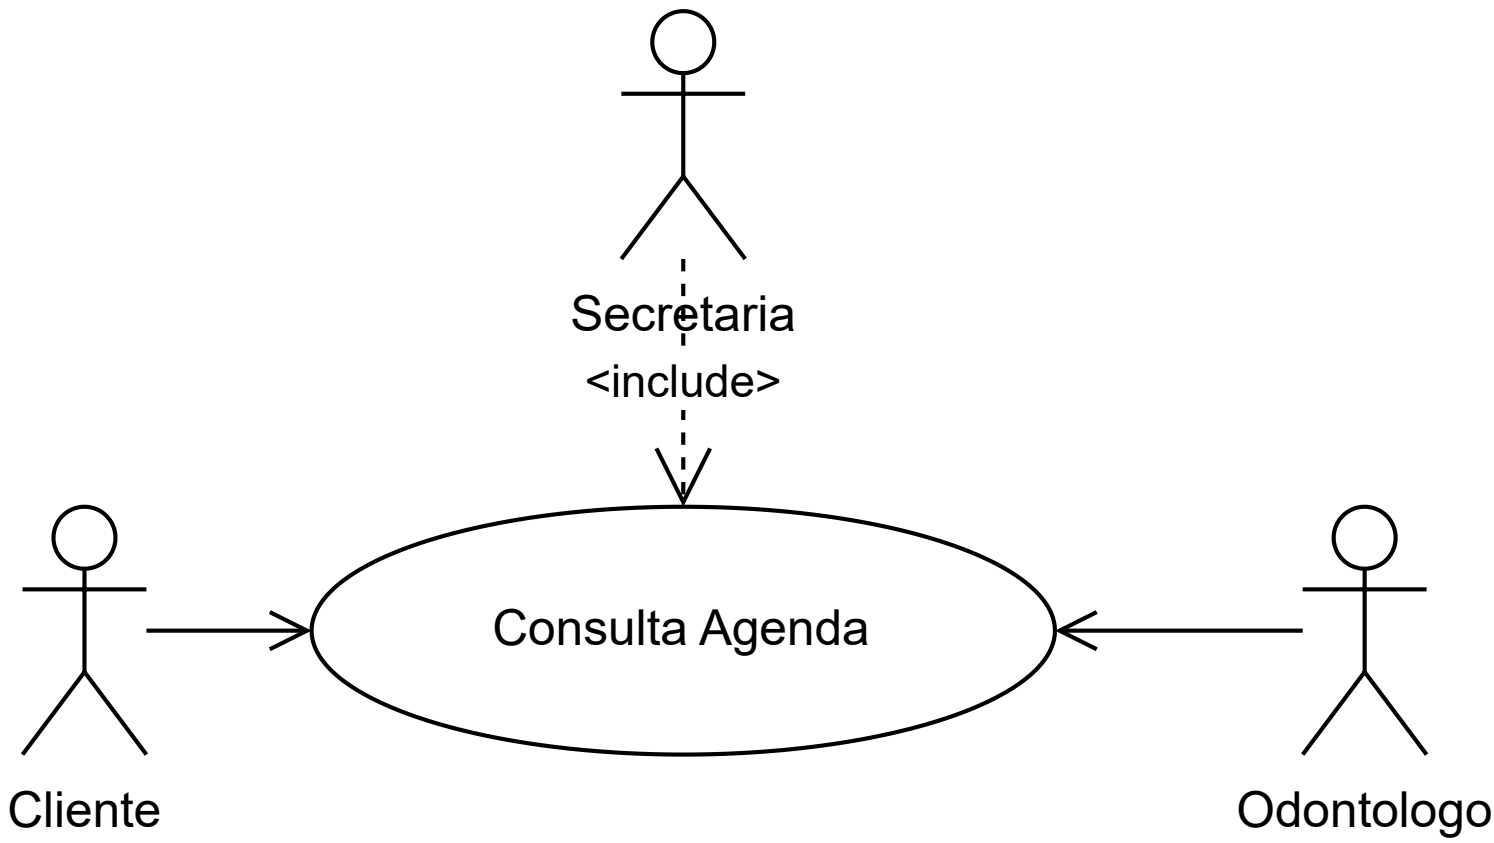 Secretaria
<include>
Consulta Agenda
Cliente
Odontologo